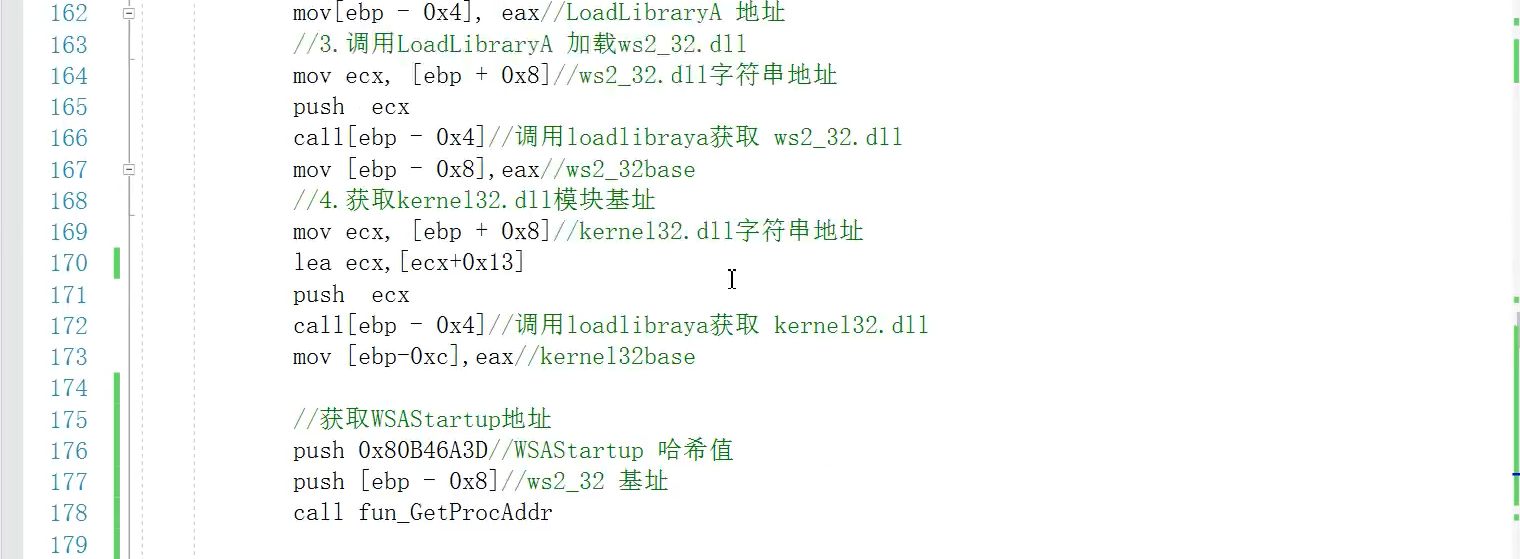 162 mov[ebp - 0x4], eax//LoadLibraryA 地址
163 //3.调用LoadLibraryA 加载ws2_32.dll
164 mov ecx, [ebp + 0x8]//ws2_32.dll字符串地址
165 push  ecx
166 call[ebp - 0x4]//调用loadlibraya获取 ws2_32.dll
167 mov [ebp - 0x8],eax//ws2_32base
168 //4.获取kernel32.dll模块基址
169 mov ecx, [ebp + 0x8]//kernel32.dll字符串地址
170 lea ecx,[ecx+0x13]
171 push  ecx
172 call[ebp - 0x4]//调用loadlibraya获取 kernel32.dll
173 mov [ebp-0xc],eax//kernel32base
174
175 //获取WSAStartup地址
176 push 0x80B46A3D//WSAStartup 哈希值
177 push [ebp - 0x8]//ws2_32 基址
178 call fun_GetProcAddr
179